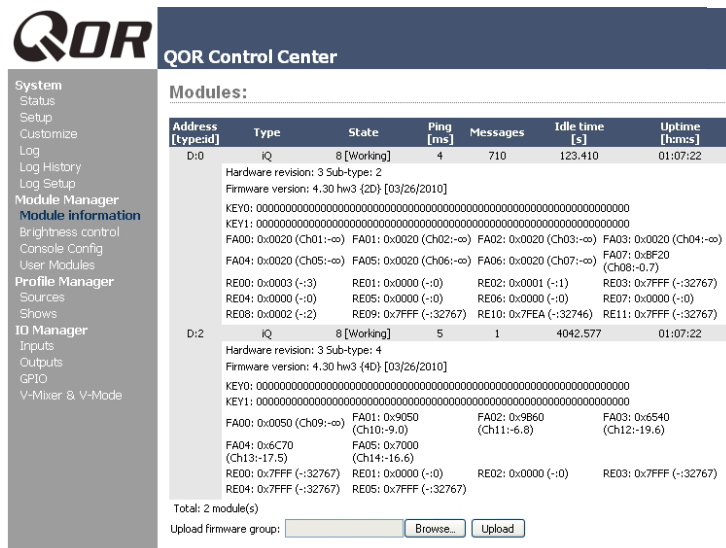 QOR
QOR Control Center
System
Status
Setup
Customize
Log
Log History
Log Setup
Module Manager
Module information
Brightness control
Console Config
User Modules
Profile Manager
Sources
Shows
IO Manager
Inputs
Outputs
GPIO
V-Mixer & V-Mode
Modules:
Address [type:id] Type State Ping [ms] Messages Idle time [s] Uptime [h:m:s]
D:0 iQ 8 [Working] 4 710 123.410 01:07:22
Hardware revision: 3 Sub-type: 2
Firmware version: 4.30 hw3 {2D} [03/26/2010]
KEY0: 0000000000000000000000000000000000000000000000000000000000000000
KEY1: 0000000000000000000000000000000000000000000000000000000000000000
FA00: 0x0020 (Ch01:-∞) FA01: 0x0020 (Ch02:-∞) FA02: 0x0020 (Ch03:-∞) FA03: 0x0020 (Ch04:-∞)
FA04: 0x0020 (Ch05:-∞) FA05: 0x0020 (Ch06:-∞) FA06: 0x0020 (Ch07:-∞) FA07: 0xBF20 (Ch08:-0.7)
RE00: 0x0003 (-:3) RE01: 0x0000 (-:0) RE02: 0x0001 (-:1) RE03: 0x7FFF (-:32767)
RE04: 0x0000 (-:0) RE05: 0x0000 (-:0) RE06: 0x0000 (-:0) RE07: 0x0000 (-:0)
RE08: 0x0002 (-:2) RE09: 0x7FFF (-:32767) RE10: 0x7FEA (-:32746) RE11: 0x7FFF (-:32767)
D:2 iQ 8 [Working] 5 1 4042.577 01:07:22
Hardware revision: 3 Sub-type: 4
Firmware version: 4.30 hw3 {4D} [03/26/2010]
KEY0: 0000000000000000000000000000000000000000000000000000000000000000
KEY1: 0000000000000000000000000000000000000000000000000000000000000000
FA00: 0x0050 (Ch09:-∞) FA01: 0x9050 (Ch10:-9.0) FA02: 0x9B60 (Ch11:-6.8) FA03: 0x6540 (Ch12:-19.6)
FA04: 0x6C70 (Ch13:-17.5) FA05: 0x7000 (Ch14:-16.6)
RE00: 0x7FFF (-:32767) RE01: 0x0000 (-:0) RE02: 0x0000 (-:0) RE03: 0x7FFF (-:32767)
RE04: 0x7FFF (-:32767) RE05: 0x7FFF (-:32767)
Total: 2 module(s)
Upload firmware group: Browse... Upload